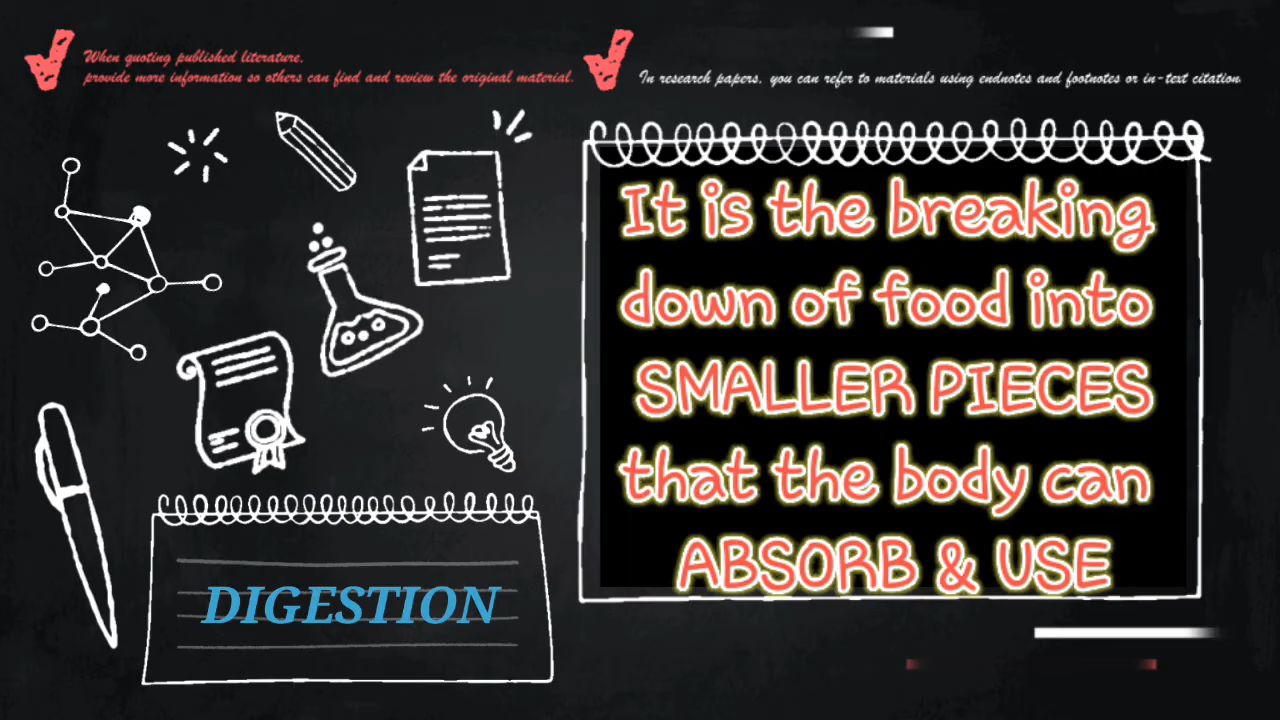 When quoting published literature,
provide more information so others can find and review the original material.
In research papers, you can refer to materials using endnotes and footnotes or in-text citation
It is the breaking
down of food into
SMALLER PIECES
that the body can
ABSORB & USE
DIGESTION